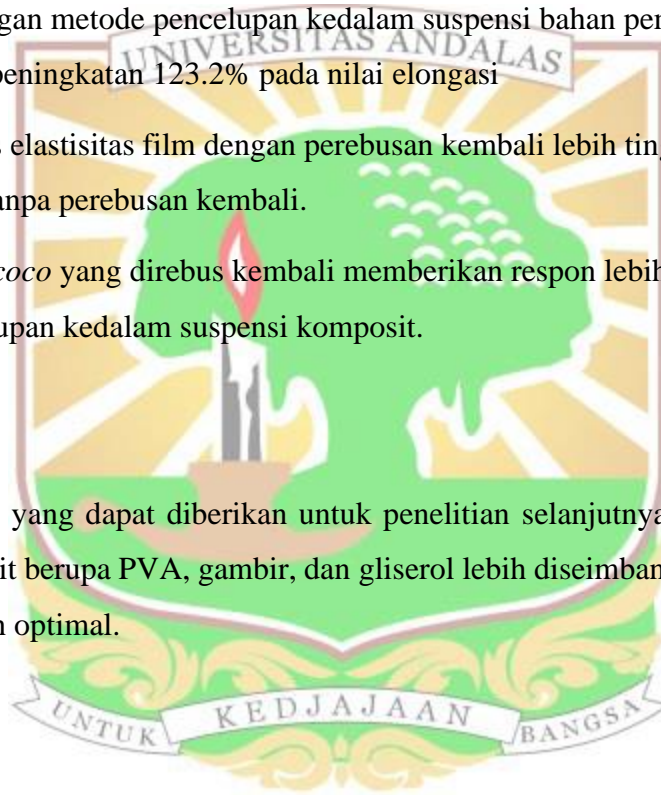 gan metode pencelupan kedalam suspensi bahan pen
UNIVERSITAS ANDALAS
peningkatan 123.2% pada nilai elongasi
s elastisitas film dengan perebusan kembali lebih ting
anpa perebusan kembali.
coco yang direbus kembali memberikan respon lebih
upan kedalam suspensi komposit.
yang dapat diberikan untuk penelitian selanjutnya
it berupa PVA, gambir, dan gliserol lebih diseimban
n optimal.
UNTUK KEDJAJAAN BANGSA